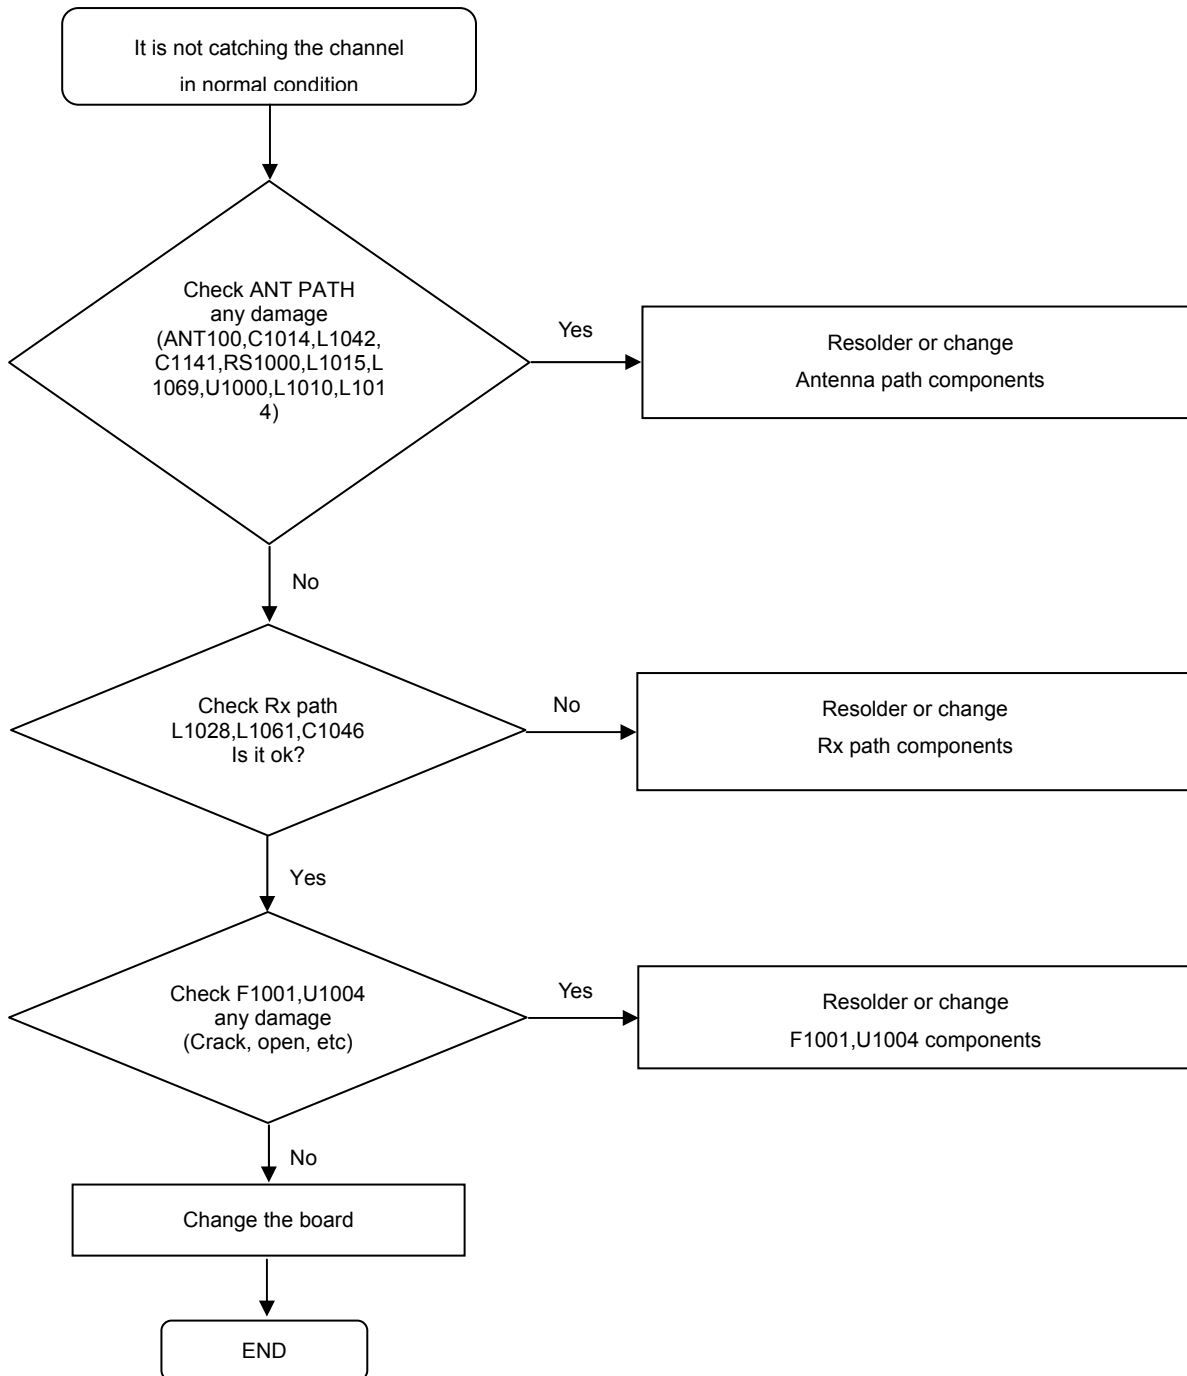 It is not catching the channel
in normal condition
Check ANT PATH
any damage
(ANT100,C1014,L1042,
C1141,RS1000,L1015,L
1069,U1000,L1010,L101
4)
Yes
Resolder or change
Antenna path components
No
Check Rx path
L1028,L1061,C1046
Is it ok?
No
Resolder or change
Rx path components
Yes
Check F1001,U1004
any damage
(Crack, open, etc)
Yes
Resolder or change
F1001,U1004 components
No
Change the board
END